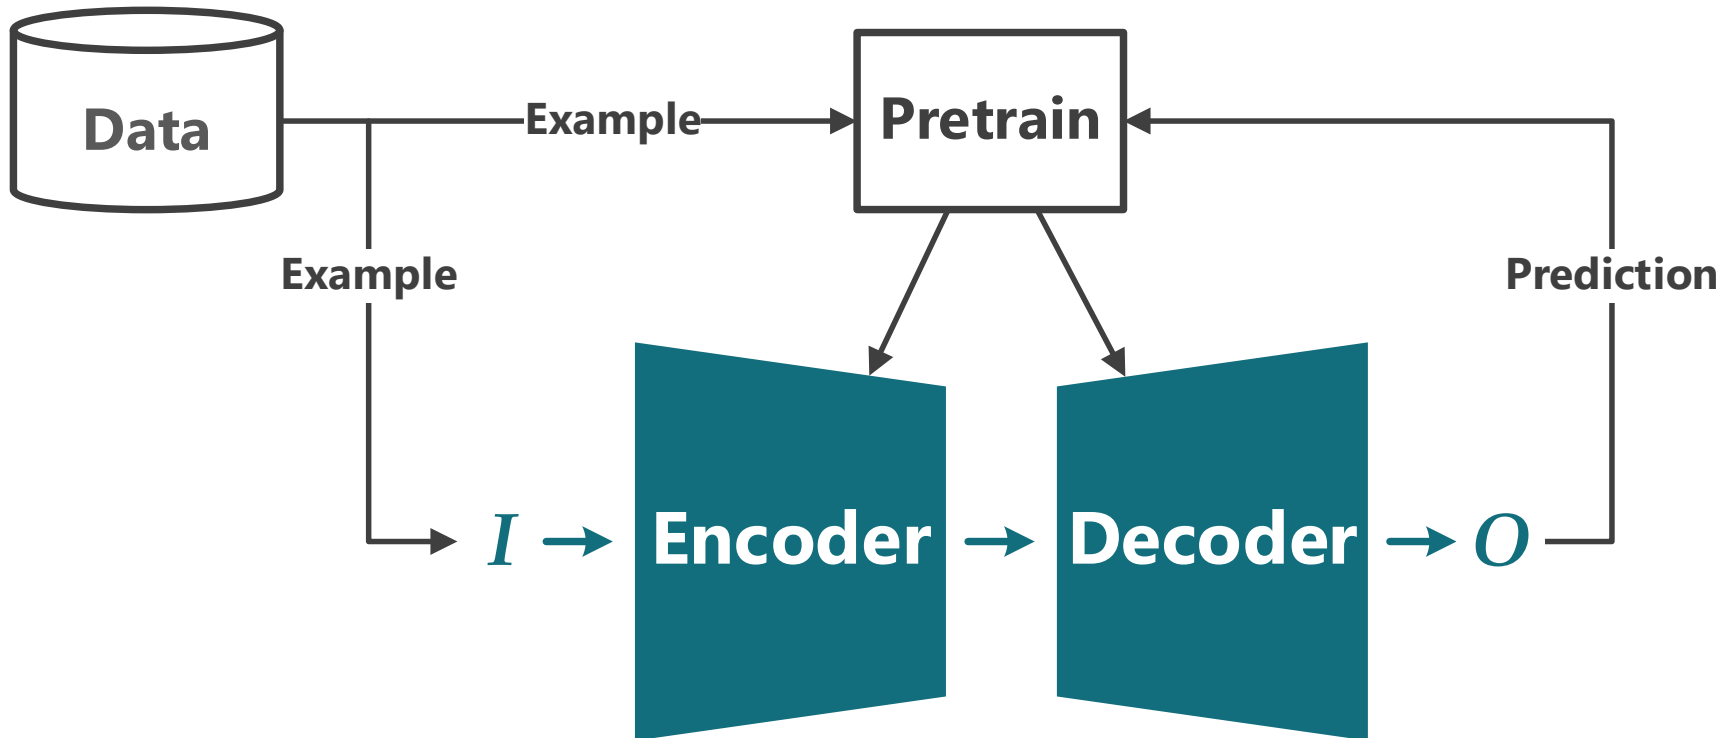 Data
Example
Pretrain
Example
Prediction
I
Encoder
Decoder
O